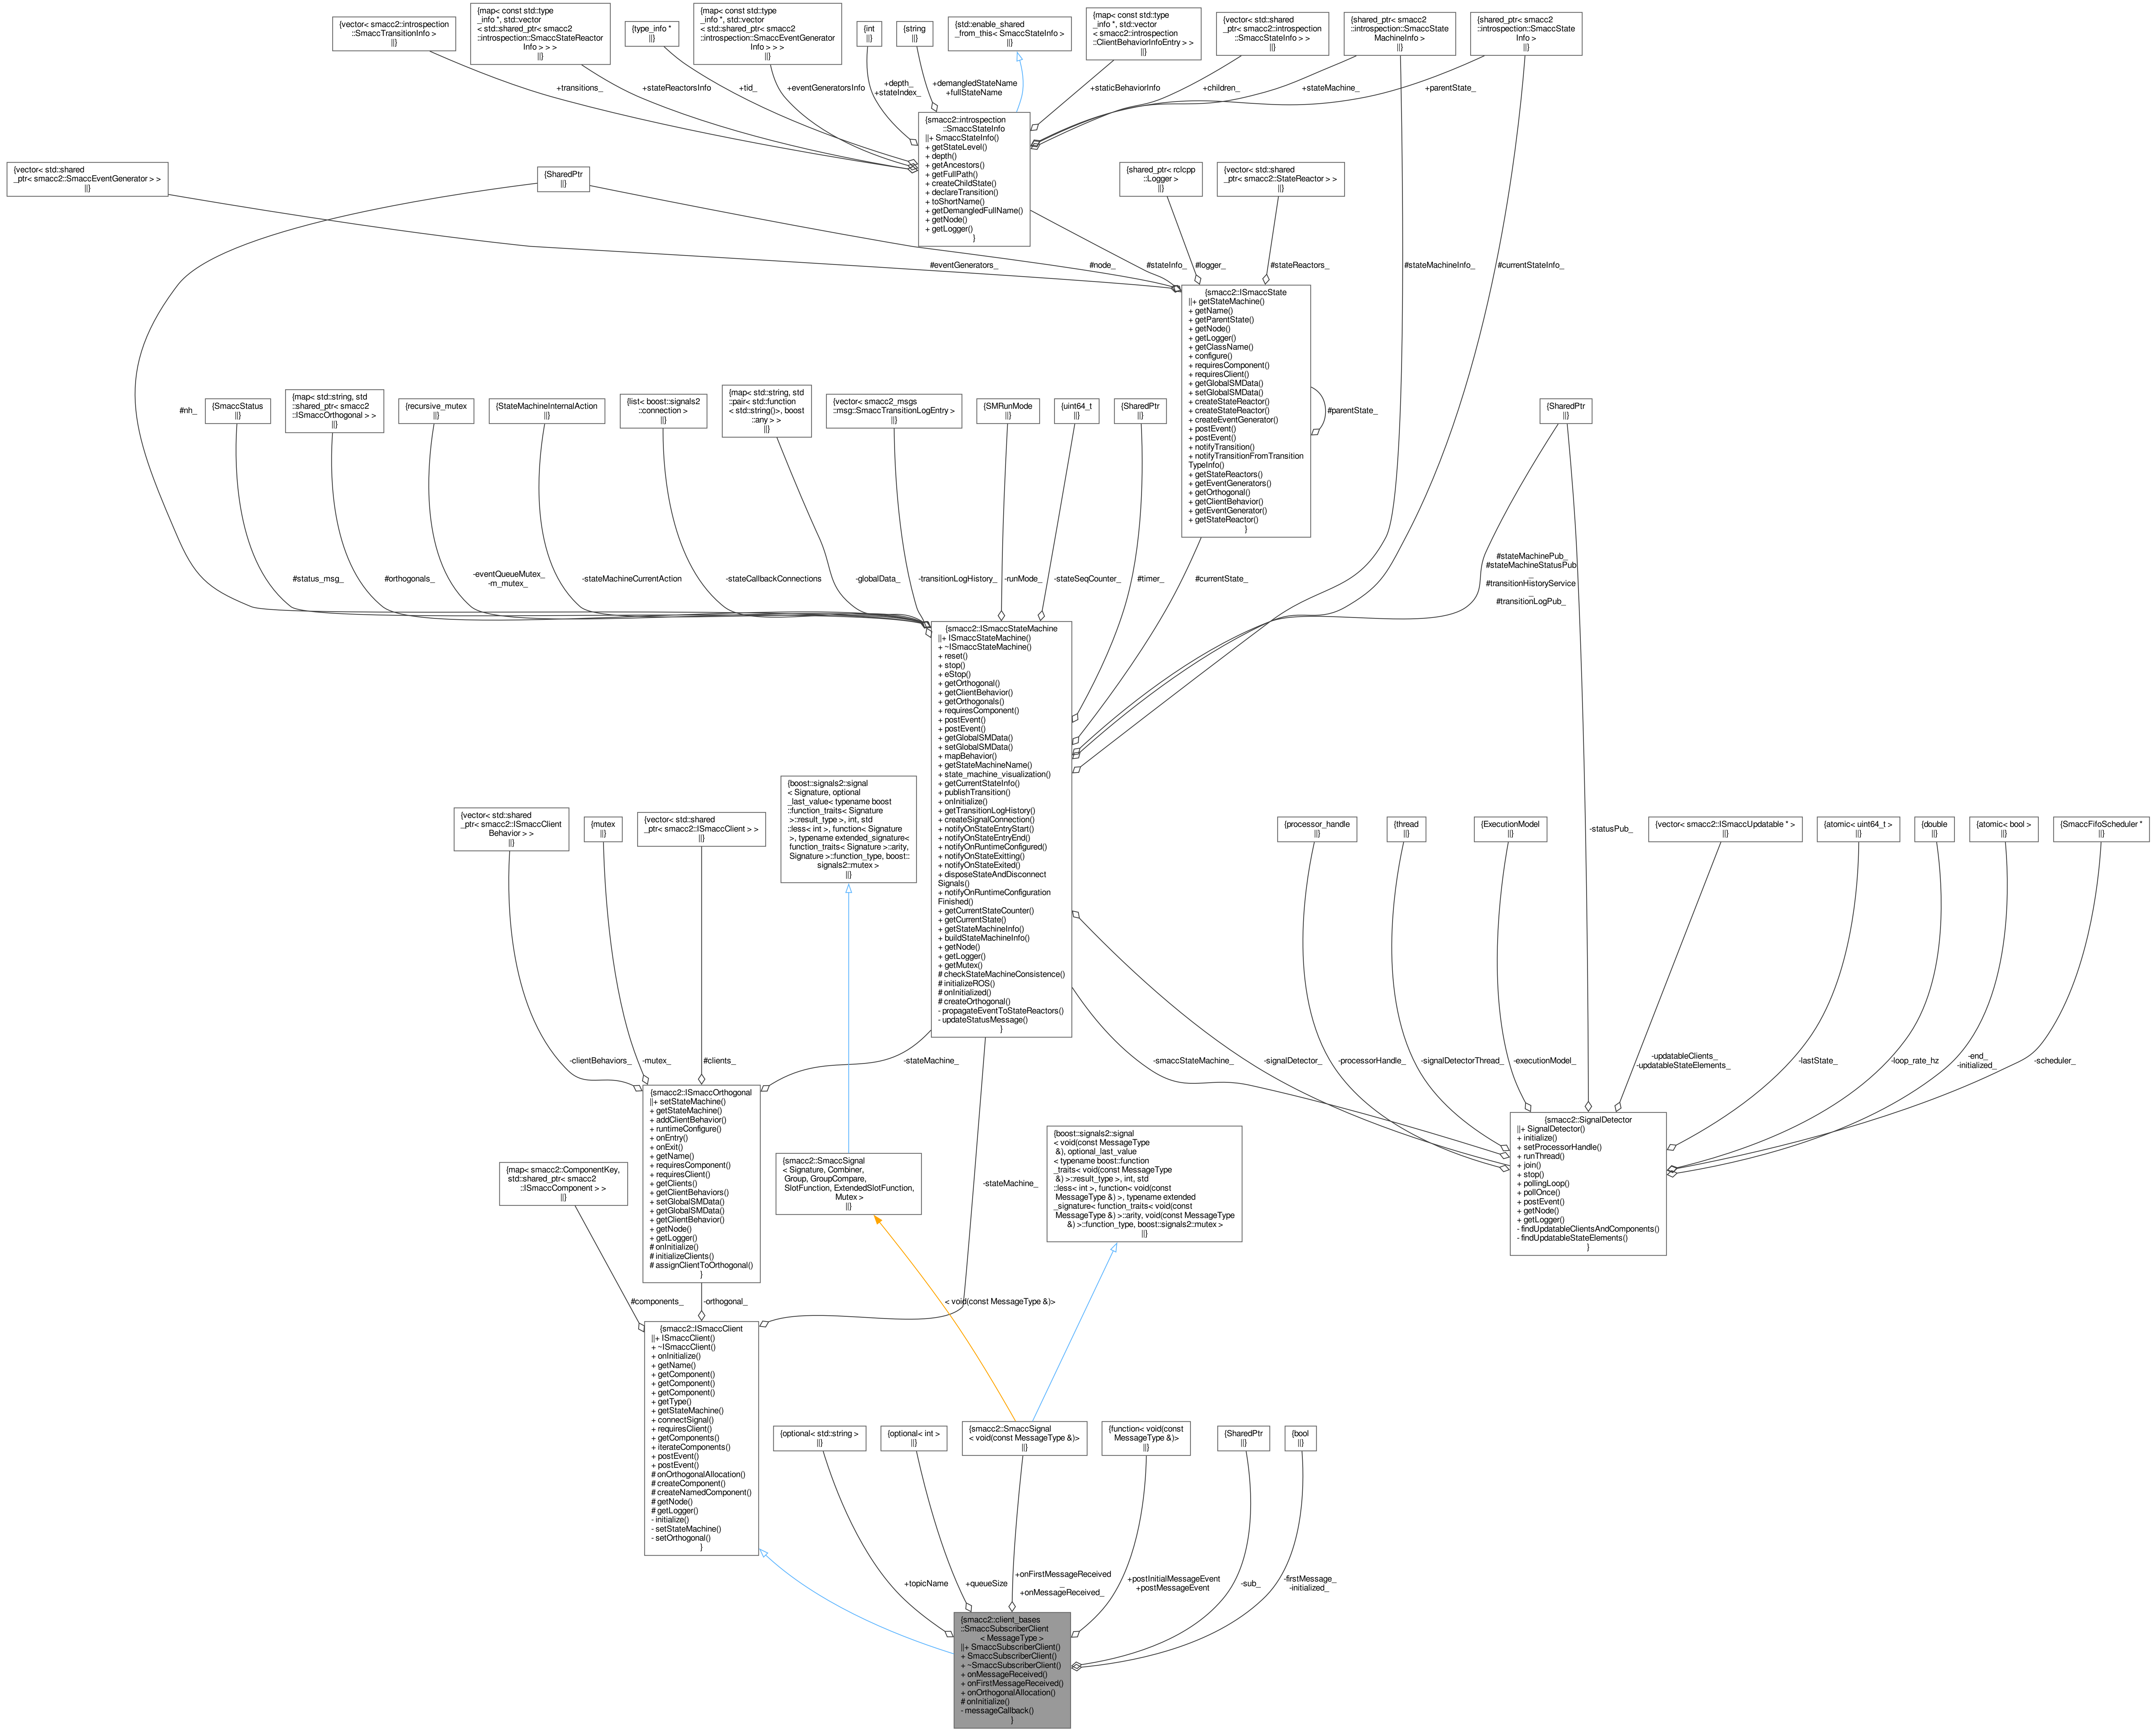 {vector< smacc2::introspection
::SmaccTransitionInfo >
||}
{map< const std::type
_info *, std::vector
< std::shared_ptr< smacc2
::introspection::SmaccStateReactor
Info > > >
||}
{type_info *
||}
{map< const std::type
_info *, std::vector
< std::shared_ptr< smacc2
::introspection::SmaccEventGenerator
Info > > >
||}
{int
||}
{string
||}
{std::enable_shared
_from_this< SmaccStateInfo >
||}
{map< const std::type
_info *, std::vector
< smacc2::introspection
::ClientBehaviorInfoEntry > >
||}
{vector< std::shared
_ptr< smacc2::introspection
::SmaccStateInfo > >
||}
{shared_ptr< smacc2
::introspection::SmaccState
MachineInfo >
||}
{shared_ptr< smacc2
::introspection::SmaccState
Info >
||}
+transitions_
+stateReactorsInfo
+tid_
+eventGeneratorsInfo
+depth_
+stateIndex_
+demangledStateName
+fullStateName
+staticBehaviorInfo
+children_
+stateMachine_
+parentState_
{smacc2::introspection
::SmaccStateInfo
||+ SmaccStateInfo()
+ getStateLevel()
+ depth()
+ getAncestors()
+ getFullPath()
+ createChildState()
+ declareTransition()
+ toShortName()
+ getDemangledFullName()
+ getNode()
+ getLogger()
}
{vector< std::shared
_ptr< smacc2::SmaccEventGenerator > >
||}
{SharedPtr
||}
{shared_ptr< rclcpp
::Logger >
||}
{vector< std::shared
_ptr< smacc2::StateReactor > >
||}
#eventGenerators_
#node_
#stateInfo_
#logger_
#stateReactors_
#stateMachineInfo_
#currentStateInfo_
{smacc2::ISmaccState
||+ getStateMachine()
+ getName()
+ getParentState()
+ getNode()
+ getLogger()
+ getClassName()
+ configure()
+ requiresComponent()
+ requiresClient()
+ getGlobalSMData()
+ setGlobalSMData()
+ createStateReactor()
+ createStateReactor()
+ createEventGenerator()
+ postEvent()
+ postEvent()
+ notifyTransition()
+ notifyTransitionFromTransition
TypeInfo()
+ getStateReactors()
+ getEventGenerators()
+ getOrthogonal()
+ getClientBehavior()
+ getEventGenerator()
+ getStateReactor()
}
#parentState_
#nh_
{SmaccStatus
||}
{map< std::string, std
::shared_ptr< smacc2
::ISmaccOrthogonal > >
||}
{recursive_mutex
||}
{StateMachineInternalAction
||}
{list< boost::signals2
::connection >
||}
{map< std::string, std
::pair< std::function
< std::string()>, boost
::any > >
||}
{vector< smacc2_msgs
::msg::SmaccTransitionLogEntry >
||}
{SMRunMode
||}
{uint64_t
||}
{SharedPtr
||}
{SharedPtr
||}
#status_msg_
#orthogonals_
-eventQueueMutex_
-m_mutex_
-stateMachineCurrentAction
-stateCallbackConnections
-globalData_
-transitionLogHistory_
-runMode_
-stateSeqCounter_
#timer_
#currentState_
#stateMachinePub_
#stateMachineStatusPub
_
#transitionHistoryService
_
#transitionLogPub_
{smacc2::ISmaccStateMachine
||+ ISmaccStateMachine()
+ ~ISmaccStateMachine()
+ reset()
+ stop()
+ eStop()
+ getOrthogonal()
+ getClientBehavior()
+ getOrthogonals()
+ requiresComponent()
+ postEvent()
+ postEvent()
+ getGlobalSMData()
+ setGlobalSMData()
+ mapBehavior()
+ getStateMachineName()
+ state_machine_visualization()
+ getCurrentStateInfo()
+ publishTransition()
+ onInitialize()
+ getTransitionLogHistory()
+ createSignalConnection()
+ notifyOnStateEntryStart()
+ notifyOnStateEntryEnd()
+ notifyOnRuntimeConfigured()
+ notifyOnStateExitting()
+ notifyOnStateExited()
+ disposeStateAndDisconnect
Signals()
+ notifyOnRuntimeConfiguration
Finished()
+ getCurrentStateCounter()
+ getCurrentState()
+ getStateMachineInfo()
+ buildStateMachineInfo()
+ getNode()
+ getLogger()
+ getMutex()
# checkStateMachineConsistence()
# initializeROS()
# onInitialized()
# createOrthogonal()
- propagateEventToStateReactors()
- updateStatusMessage()
}
{vector< std::shared
_ptr< smacc2::ISmaccClient
Behavior > >
||}
{mutex
||}
{vector< std::shared
_ptr< smacc2::ISmaccClient > >
||}
{boost::signals2::signal
< Signature, optional
_last_value< typename boost
::function_traits< Signature
>::result_type >, int, std
::less< int >, function< Signature
>, typename extended_signature<
function_traits< Signature >::arity,
Signature >::function_type, boost::
signals2::mutex >
||}
{processor_handle
||}
{thread
||}
{ExecutionModel
||}
-statusPub_
{vector< smacc2::ISmaccUpdatable * >
||}
{atomic< uint64_t >
||}
{double
||}
{atomic< bool >
||}
{SmaccFifoScheduler *
||}
-clientBehaviors_
-mutex_
#clients_
-stateMachine_
-smaccStateMachine_
-signalDetector_
-processorHandle_
-signalDetectorThread_
-executionModel_
-updatableClients_
-updatableStateElements_
-lastState_
-loop_rate_hz
-end_
-initialized_
-scheduler_
{smacc2::ISmaccOrthogonal
||+ setStateMachine()
+ getStateMachine()
+ addClientBehavior()
+ runtimeConfigure()
+ onEntry()
+ onExit()
+ getName()
+ requiresComponent()
+ requiresClient()
+ getClients()
+ getClientBehaviors()
+ setGlobalSMData()
+ getGlobalSMData()
+ getClientBehavior()
+ getNode()
+ getLogger()
# onInitialize()
# initializeClients()
# assignClientToOrthogonal()
}
{smacc2::SignalDetector
||+ SignalDetector()
+ initialize()
+ setProcessorHandle()
+ runThread()
+ join()
+ stop()
+ pollingLoop()
+ pollOnce()
+ postEvent()
+ getNode()
+ getLogger()
- findUpdatableClientsAndComponents()
- findUpdatableStateElements()
}
{map< smacc2::ComponentKey,
std::shared_ptr< smacc2
::ISmaccComponent > >
||}
{smacc2::SmaccSignal
< Signature, Combiner,
Group, GroupCompare,
SlotFunction, ExtendedSlotFunction,
Mutex >
||}
-stateMachine_
{boost::signals2::signal
< void(const MessageType
&), optional_last_value
< typename boost::function
_traits< void(const MessageType
&) >::result_type >, int, std
::less< int >, function< void(const
MessageType &) >, typename extended
_signature< function_traits< void(const
MessageType &) >::arity, void(const MessageType
&) >::function_type, boost::signals2::mutex >
||}
#components_
-orthogonal_
< void(const MessageType &)>
{smacc2::ISmaccClient
||+ ISmaccClient()
+ ~ISmaccClient()
+ onInitialize()
+ getName()
+ getComponent()
+ getComponent()
+ getComponent()
+ getType()
+ getStateMachine()
+ connectSignal()
+ requiresClient()
+ getComponents()
+ iterateComponents()
+ postEvent()
+ postEvent()
# onOrthogonalAllocation()
# createComponent()
# createNamedComponent()
# getNode()
# getLogger()
- initialize()
- setStateMachine()
- setOrthogonal()
}
{optional< std::string >
||}
{optional< int >
||}
{smacc2::SmaccSignal
< void(const MessageType &)>
||}
{function< void(const
MessageType &)>
||}
{SharedPtr
||}
{bool
||}
+topicName
+queueSize
+onFirstMessageReceived
_
+onMessageReceived_
+postInitialMessageEvent
+postMessageEvent
-sub_
-firstMessage_
-initialized_
{smacc2::client_bases
::SmaccSubscriberClient
< MessageType >
||+ SmaccSubscriberClient()
+ SmaccSubscriberClient()
+ ~SmaccSubscriberClient()
+ onMessageReceived()
+ onFirstMessageReceived()
+ onOrthogonalAllocation()
# onInitialize()
- messageCallback()
}